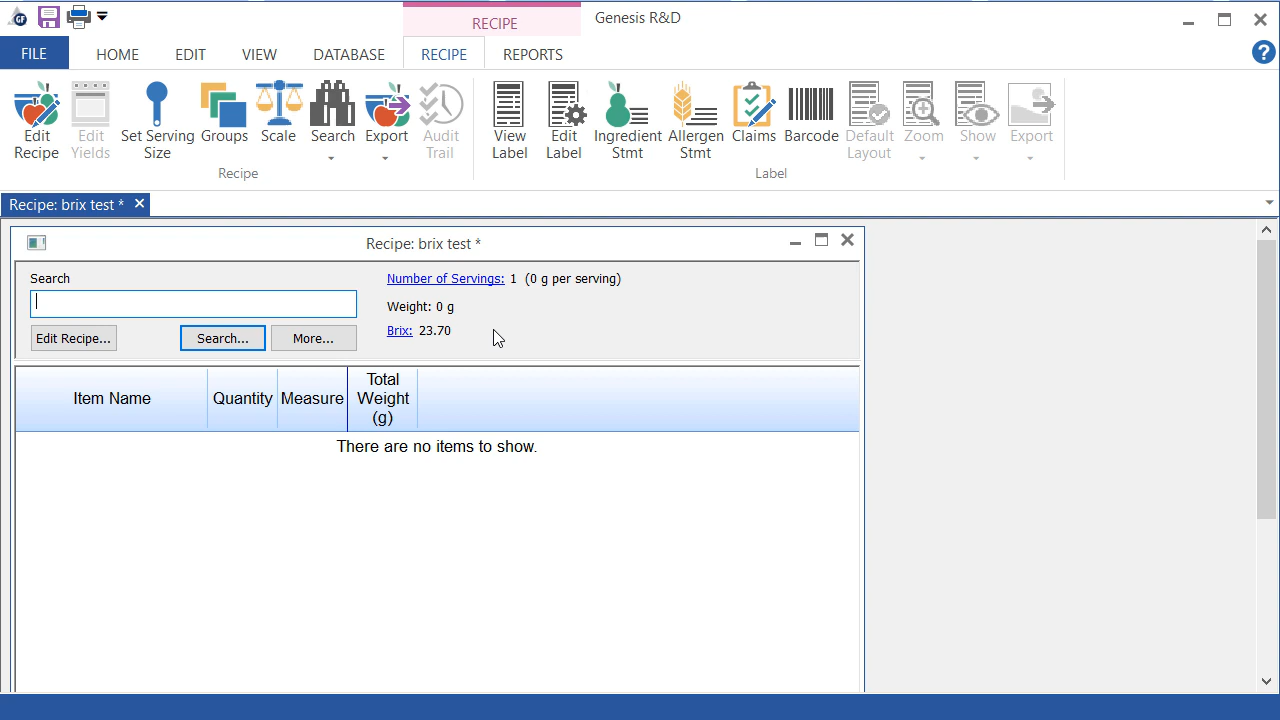 GF
RECIPE
Genesis R&D
FILE
HOME
EDIT
VIEW
DATABASE
RECIPE
REPORTS
?
Edit Recipe
Edit Yields
Set Serving Size
Groups
Scale
Search
Export
Audit Trail
View Label
Edit Label
Ingredient Stmt
Allergen Stmt
Claims
Barcode
Default Layout
Zoom
Show
Export
Recipe
Label
Recipe: brix test *
Recipe: brix test *
Search
Number of Servings: 1 (0 g per serving)
Weight: 0 g
Brix: 23.70
Edit Recipe...
Search...
More...
Item Name
Quantity
Measure
Total Weight (g)
There are no items to show.